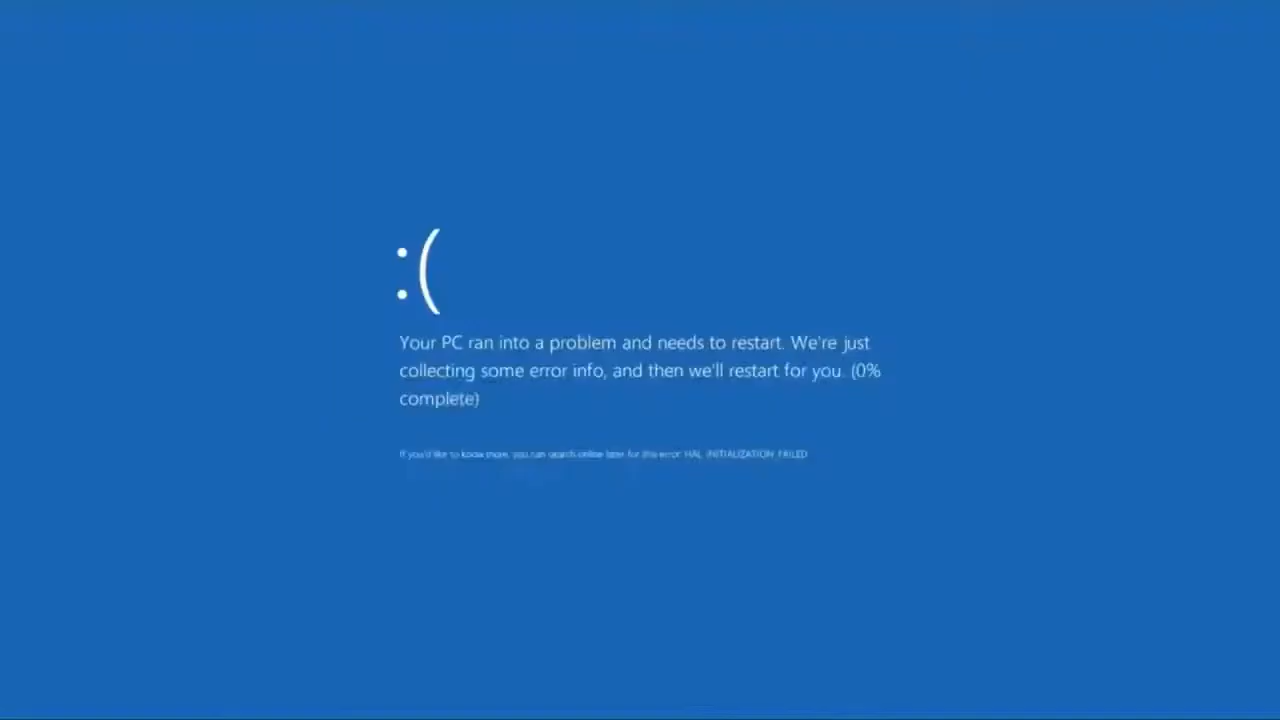 :(
Your PC ran into a problem and needs to restart. We're just
collecting some error info, and then we'll restart for you. (0%
complete)
If you'd like to know more, you can search online later for this error: HAL_INITIALIZATION_FAILED